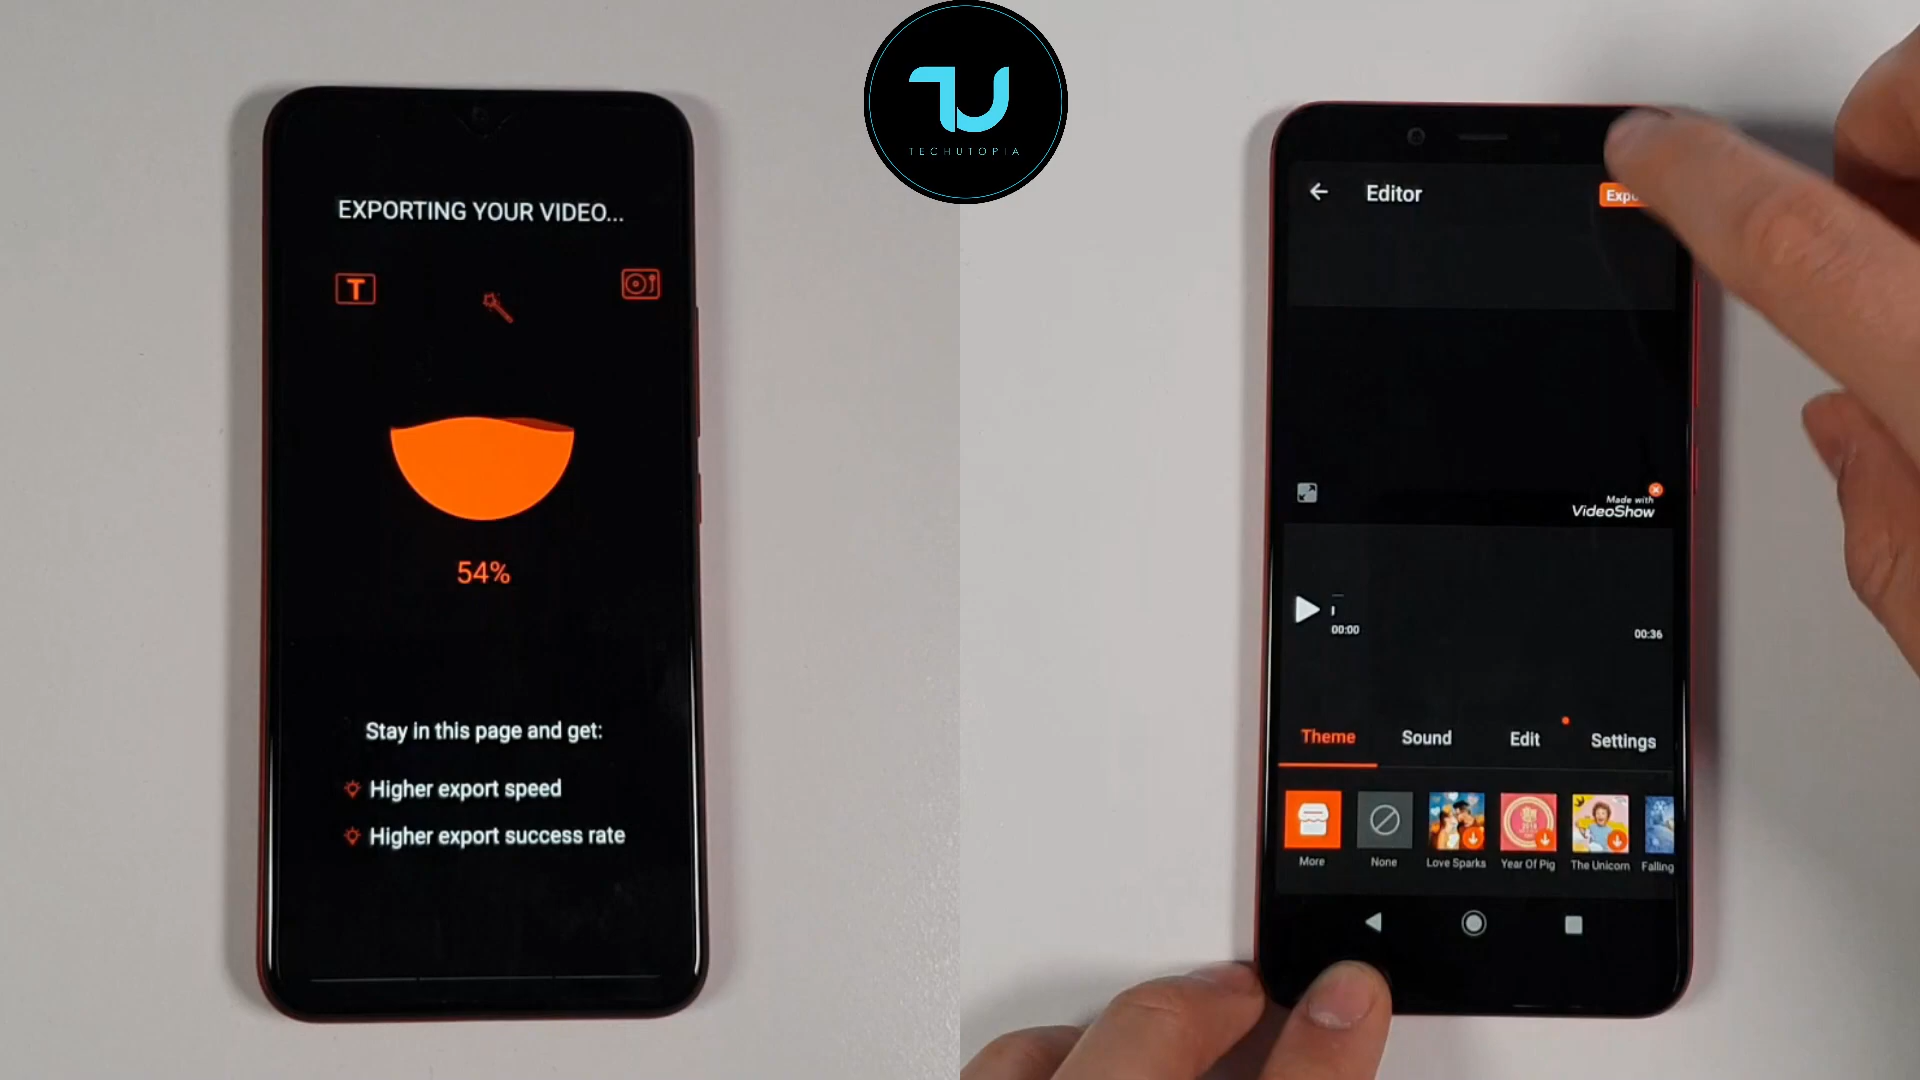 TECHUTOPIA
EXPORTING YOUR VIDEO...
T
54%
Stay in this page and get:
Higher export speed
Higher export success rate
Editor
Made with
VideoShow
00:00
00:36
Theme Sound Edit Settings
More None Love Sparks Year Of Pig The Unicorn Falling